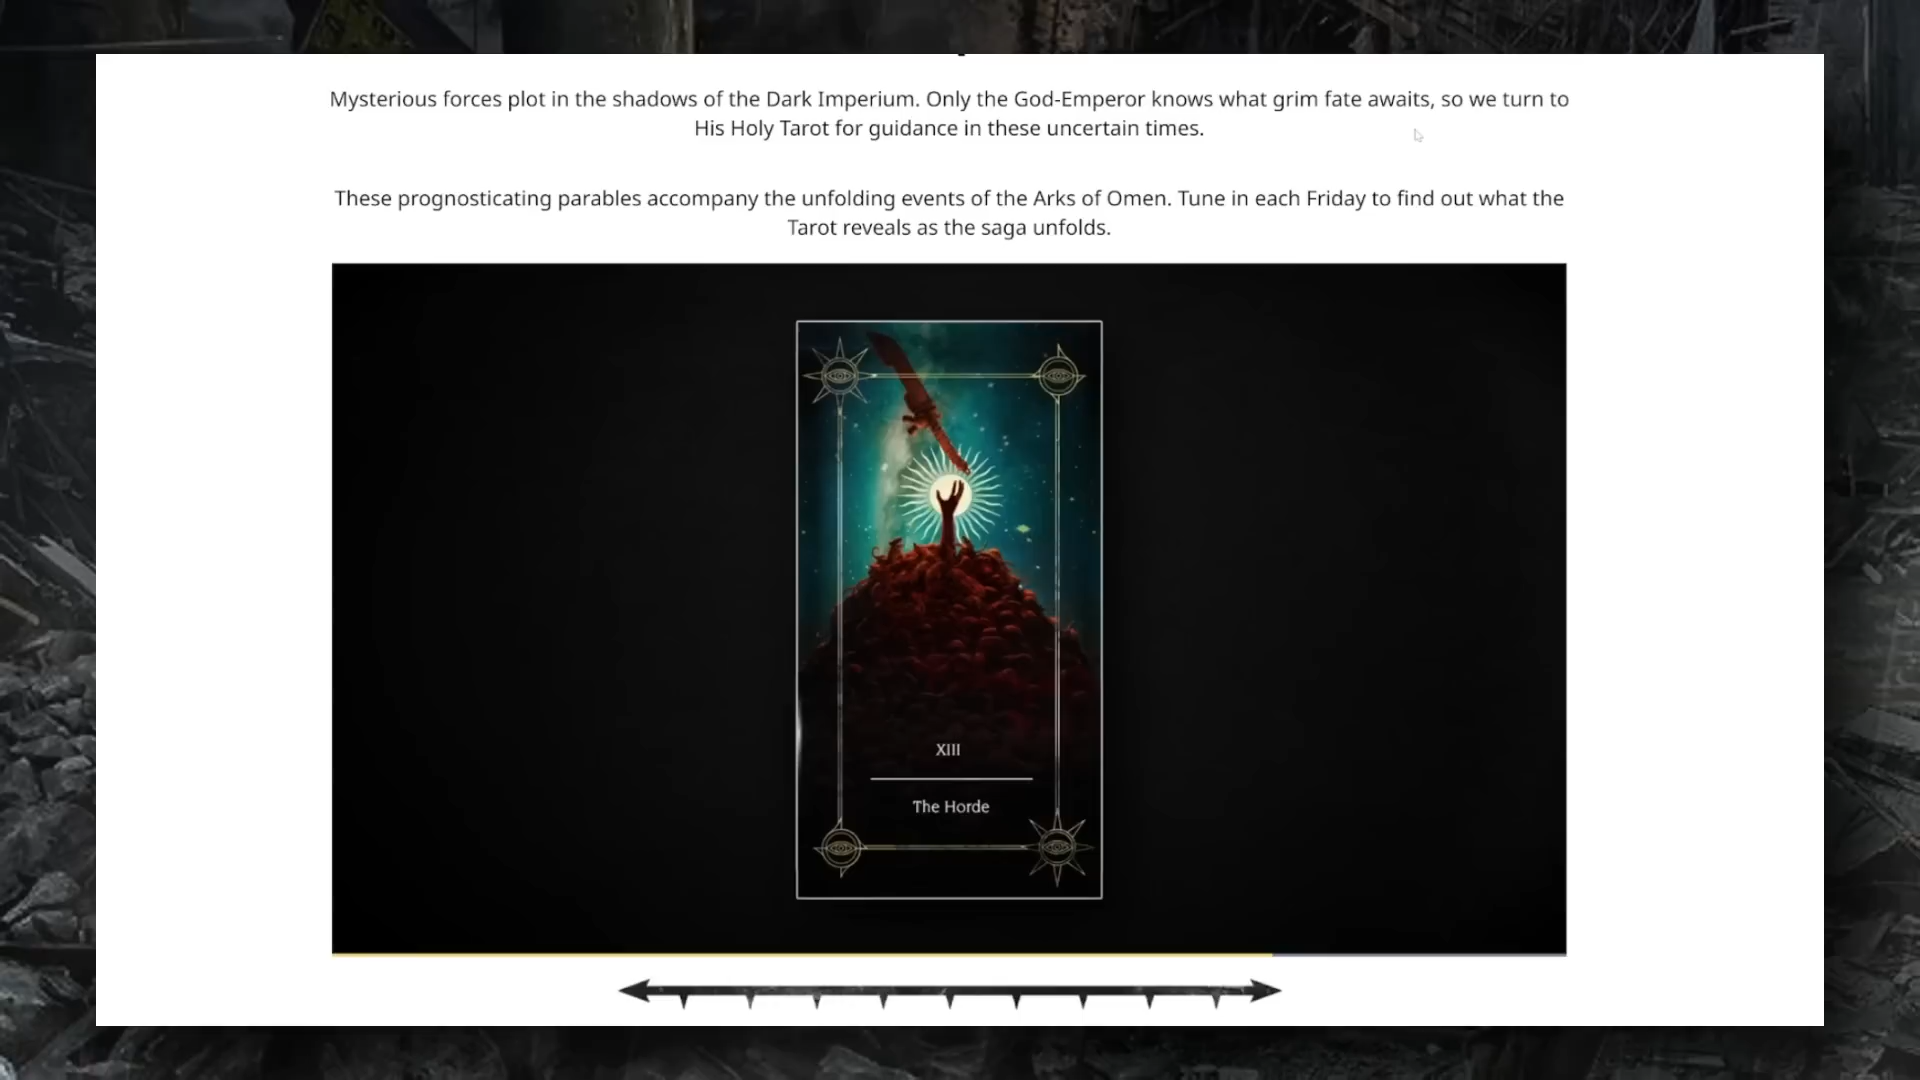 Mysterious forces plot in the shadows of the Dark Imperium. Only the God-Emperor knows what grim fate awaits, so we turn to
His Holy Tarot for guidance in these uncertain times.
These prognosticating parables accompany the unfolding events of the Arks of Omen. Tune in each Friday to find out what the
Tarot reveals as the saga unfolds.
XIII
The Horde